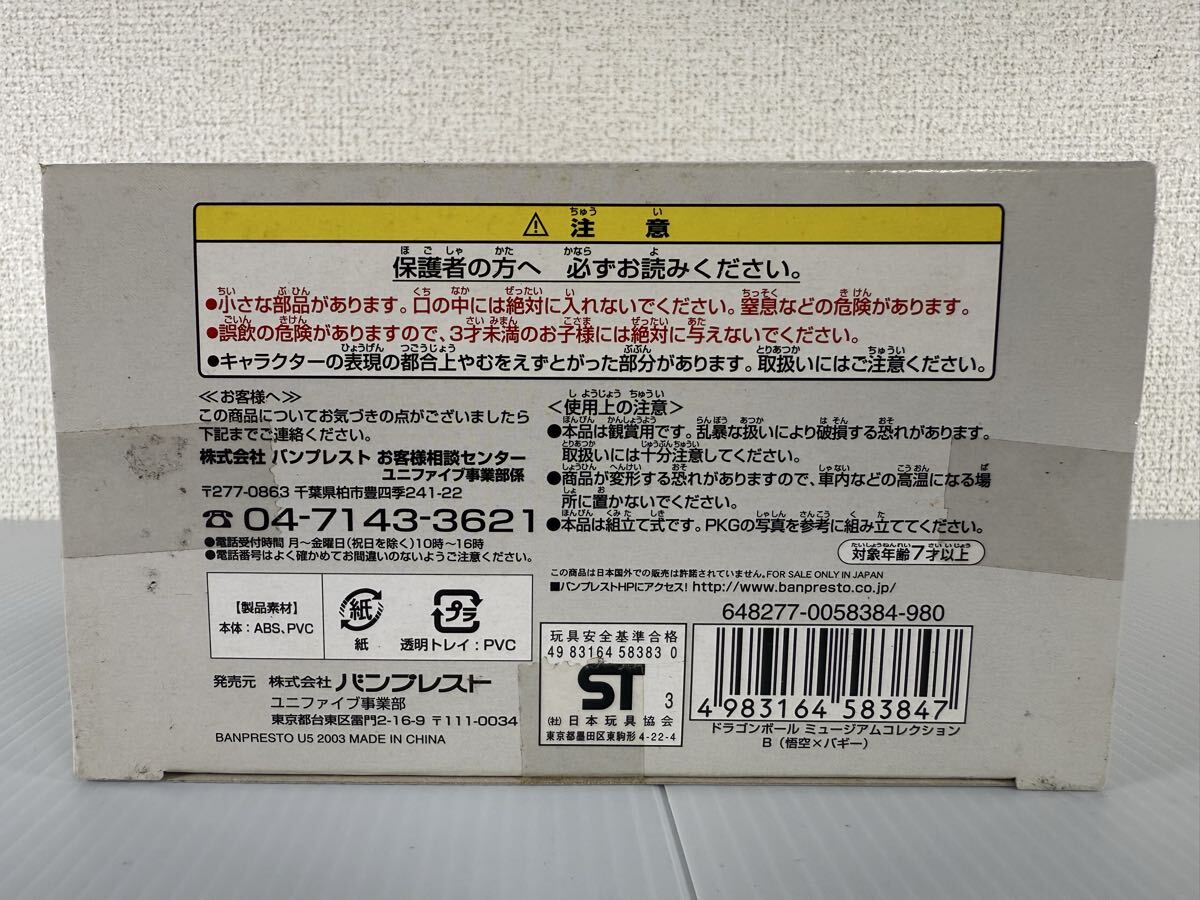 注意
保護者の方へ 必ずお読みください。
●小さな部品があります。口の中には絶対に入れないでください。窒息などの危険があります。
●誤飲の危険がありますので、3才未満のお子様には絶対に与えないでください。
●キャラクターの表現の都合上やむをえずとがった部分があります。取扱いにはご注意ください。
≪お客様へ≫
この商品についてお気づきの点がございましたら
下記までご連絡ください。
株式会社 バンプレスト お客様相談センター
ユニファイブ事業部係
〒277-0863 千葉県柏市豊四季241-22
☎ 04-7143-3621
●電話受付時間 月〜金曜日(祝日を除く)10時〜16時
●電話番号はよく確かめてお間違いのないようご注意ください。
<使用上の注意>
●本品は観賞用です。乱暴な扱いにより破損する恐れがあります。
取扱いには十分注意してください。
●商品が変形する恐れがありますので、車内などの高温になる場
所に置かないでください。
●本品は組立て式です。PKGの写真を参考に組み立ててください。
対象年齢7才以上
この商品は日本国外での販売は許諾されていません。FOR SALE ONLY IN JAPAN
■バンプレストHPにアクセス! http://www.banpresto.co.jp/
【製品素材】
本体:ABS、PVC
紙
紙
プラ
透明トレイ:PVC
発売元 株式会社 バンプレスト
ユニファイブ事業部
東京都台東区雷門2-16-9 〒111-0034
BANPRESTO U5 2003 MADE IN CHINA
玩具安全基準合格
49 83164 58383 0
ST 3
(社)日本玩具協会
東京都墨田区東駒形4-22-4
648277-0058384-980
4 983164 583847
ドラゴンボール ミュージアムコレクション
B(悟空×バギー)